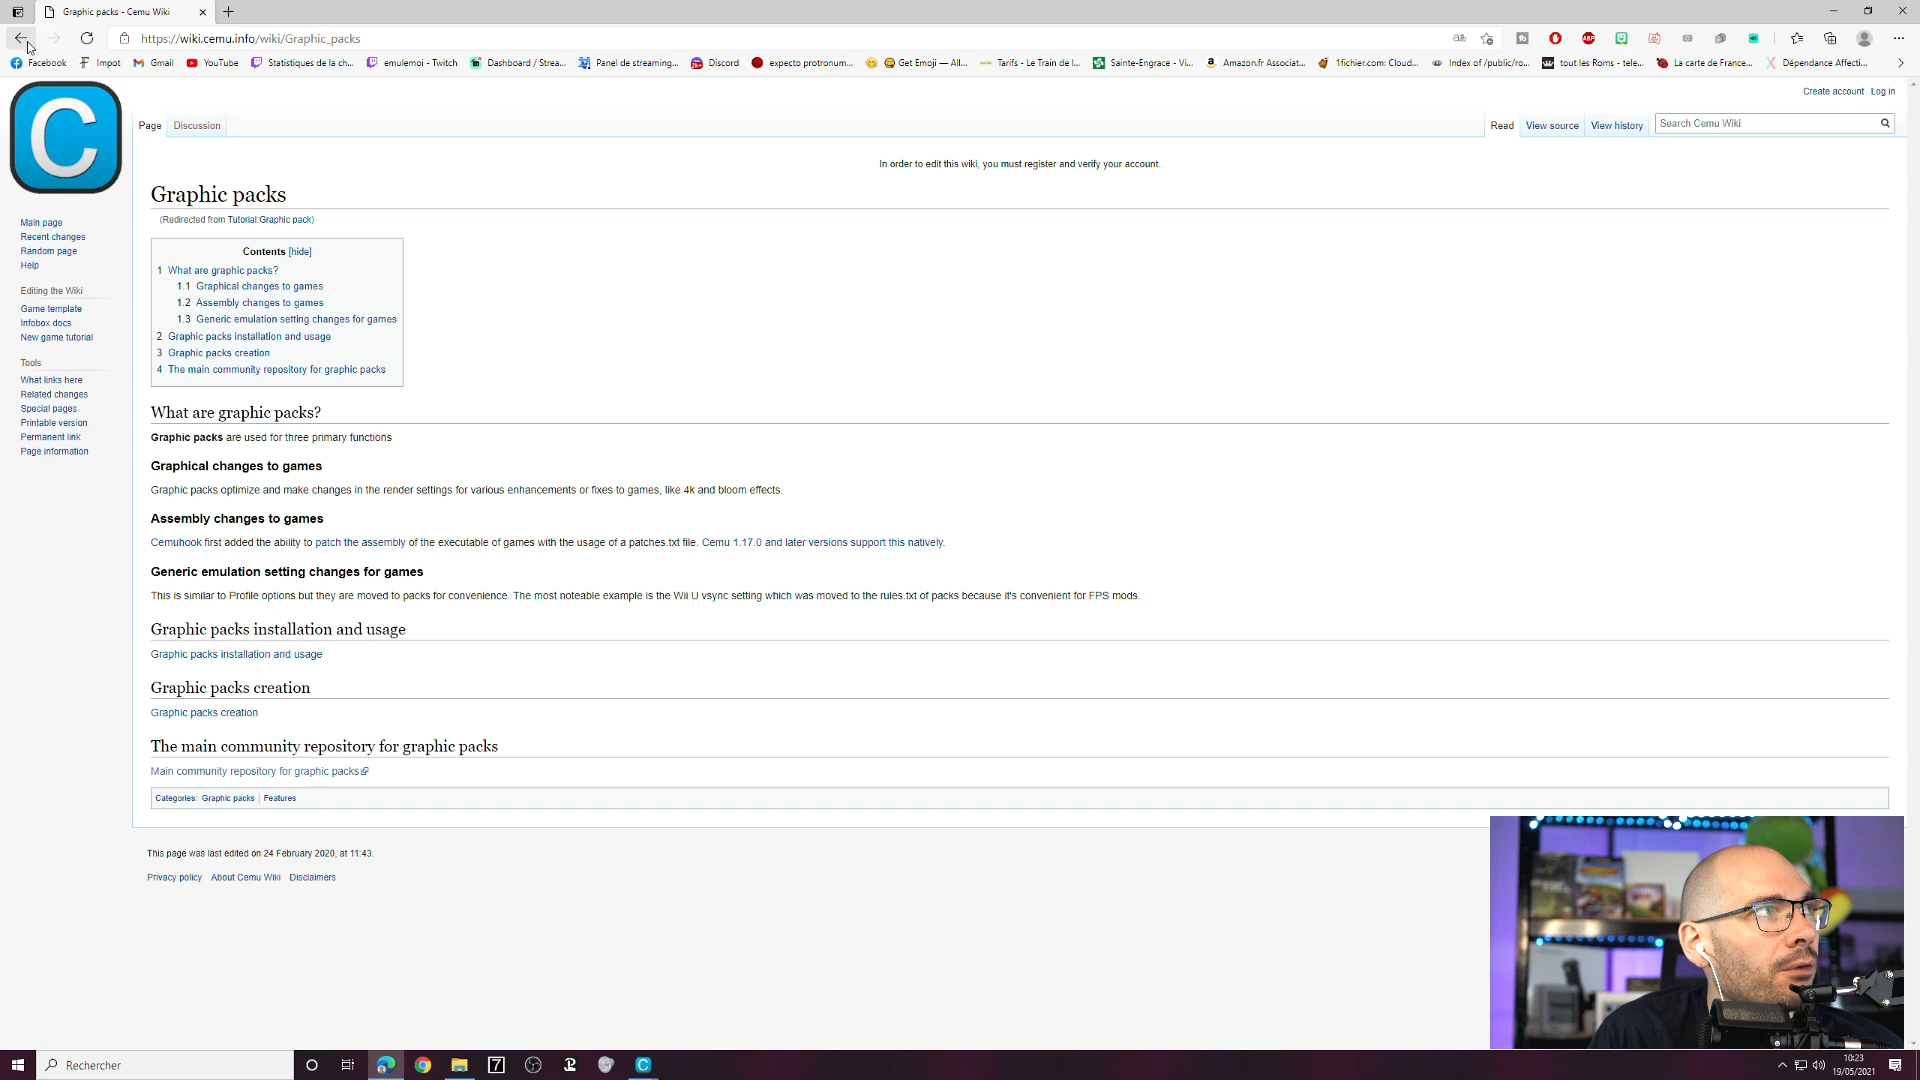 Graphic packs - Cemu Wiki
https://wiki.cemu.info/wiki/Graphic_packs
Facebook Impot Gmail YouTube Statistiques de la ch... emulemoi - Twitch Dashboard / Strea... Panel de streaming... Discord expecto protronum... Get Emoji — All... Tarifs - Le Train de l... Sainte-Engrace - Vi... Amazon.fr Associat... 1fichier.com: Cloud... Index of /public/ro... tout les Roms - tele... La carte de France... Dépendance Affecti...
Create account Log in
Page Discussion Read View source View history Search Cemu Wiki
In order to edit this wiki, you must register and verify your account.
Graphic packs
(Redirected from Tutorial:Graphic pack)
Main page
Recent changes
Random page
Help
Editing the Wiki
Game template
Infobox docs
New game tutorial
Tools
What links here
Related changes
Special pages
Printable version
Permanent link
Page information
Contents [hide]
1 What are graphic packs?
1.1 Graphical changes to games
1.2 Assembly changes to games
1.3 Generic emulation setting changes for games
2 Graphic packs installation and usage
3 Graphic packs creation
4 The main community repository for graphic packs
What are graphic packs?
Graphic packs are used for three primary functions
Graphical changes to games
Graphic packs optimize and make changes in the render settings for various enhancements or fixes to games, like 4k and bloom effects.
Assembly changes to games
Cemuhook first added the ability to patch the assembly of the executable of games with the usage of a patches.txt file. Cemu 1.17.0 and later versions support this natively.
Generic emulation setting changes for games
This is similar to Profile options but they are moved to packs for convenience. The most noteable example is the Wii U vsync setting which was moved to the rules.txt of packs because it's convenient for FPS mods.
Graphic packs installation and usage
Graphic packs installation and usage
Graphic packs creation
Graphic packs creation
The main community repository for graphic packs
Main community repository for graphic packs
Categories: Graphic packs | Features
This page was last edited on 24 February 2020, at 11:43.
Privacy policy About Cemu Wiki Disclaimers
Rechercher
10:23
19/05/2021